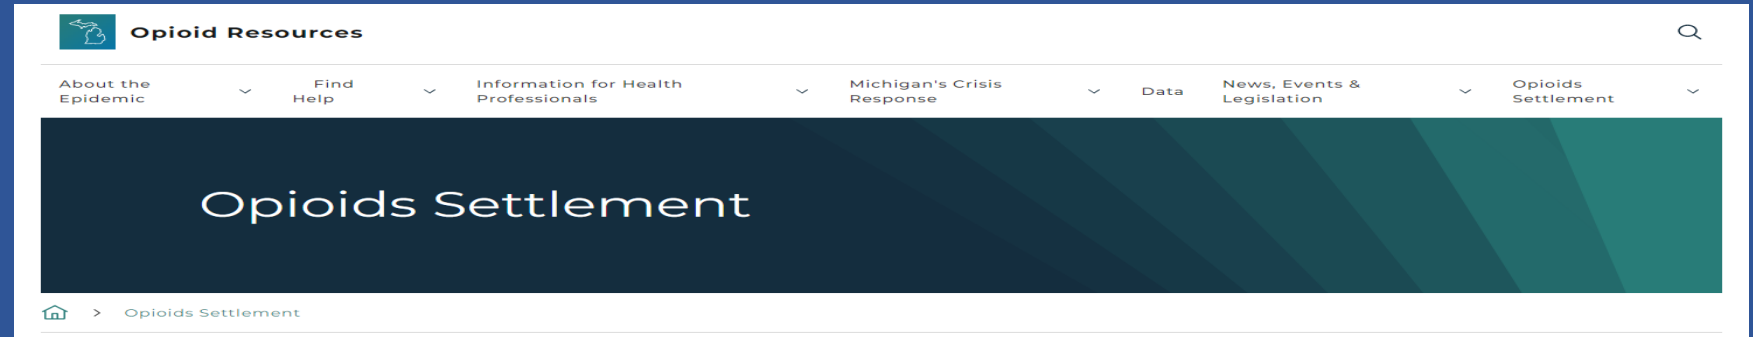 Opioid Resources
About the
Epidemic
Find
Help
Information for Health
Professionals
Michigan's Crisis
Response
Data
News, Events &
Legislation
Opioids
Settlement
Opioids Settlement
> Opioids Settlement